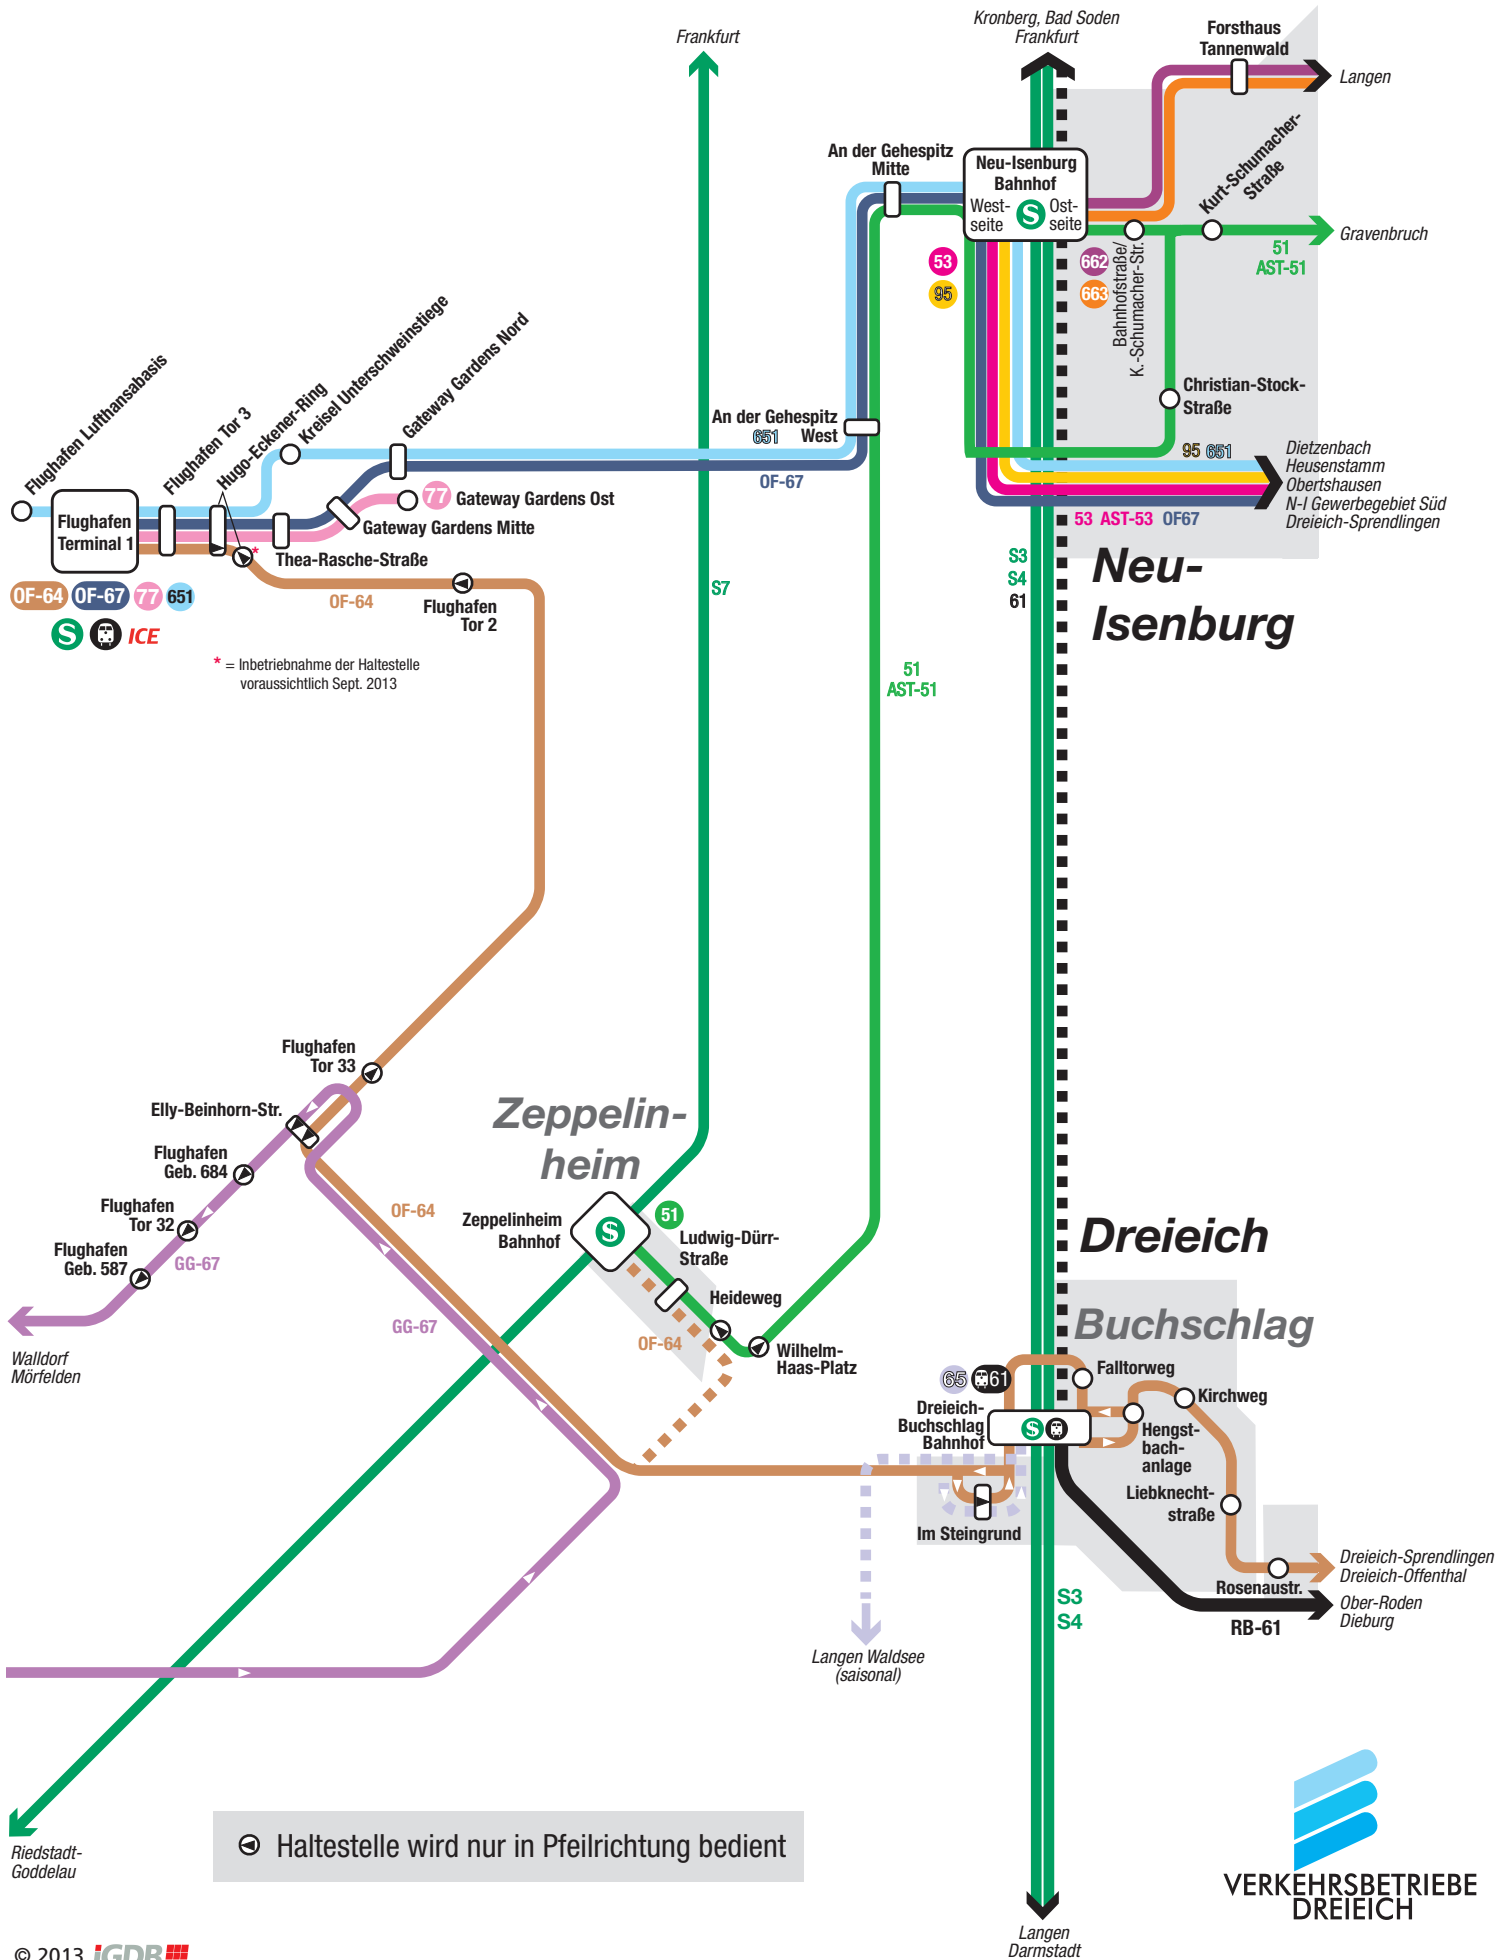 Frankfurt
Kronberg, Bad Soden
Frankfurt
Forsthaus
Tannenwald
Langen
An der Gehespitz
Mitte
Neu-Isenburg
Bahnhof
West-
seite
S
Ost-
seite
Kurt-Schumacher-
Straße
Gravenbruch
51
AST-51
53
95
662
663
Bahnhofstraße/
K.-Schumacher-Str.
Christian-Stock-
Straße
Flughafen Lufthansabasis
Flughafen Tor 3
Hugo-Eckener-Ring
Kreisel Unterschweinstiege
Gateway Gardens Nord
An der Gehespitz
West
651
OF-67
95 651
Dietzenbach
Heusenstamm
Obertshausen
N-I Gewerbegebiet Süd
Dreieich-Sprendlingen
53 AST-53 OF67
77 Gateway Gardens Ost
Gateway Gardens Mitte
Flughafen
Terminal 1
*
Thea-Rasche-Straße
OF-64 OF-67 77 651
S ICE
OF-64
Flughafen
Tor 2
* = Inbetriebnahme der Haltestelle
voraussichtlich Sept. 2013
S7
S3
S4
61
Neu-
Isenburg
51
AST-51
Flughafen
Tor 33
Elly-Beinhorn-Str.
Flughafen
Geb. 684
Flughafen
Tor 32
Flughafen
Geb. 587
GG-67
Walldorf
Mörfelden
OF-64
GG-67
Zeppelin-
heim
Zeppelinheim
Bahnhof
S
51
Ludwig-Dürr-
Straße
Heideweg
OF-64
Wilhelm-
Haas-Platz
Dreieich
Buchschlag
65 61
Dreieich-
Buchschlag
Bahnhof
S
Falltorweg
Kirchweg
Hengst-
bach-
anlage
Liebknecht-
straße
Im Steingrund
Rosenaustr.
Dreieich-Sprendlingen
Dreieich-Offenthal
Ober-Roden
Dieburg
RB-61
S3
S4
Langen Waldsee
(saisonal)
Riedstadt-
Goddelau
Haltestelle wird nur in Pfeilrichtung bedient
VERKEHRSBETRIEBE
DREIEICH
Langen
Darmstadt
© 2013 iGDB